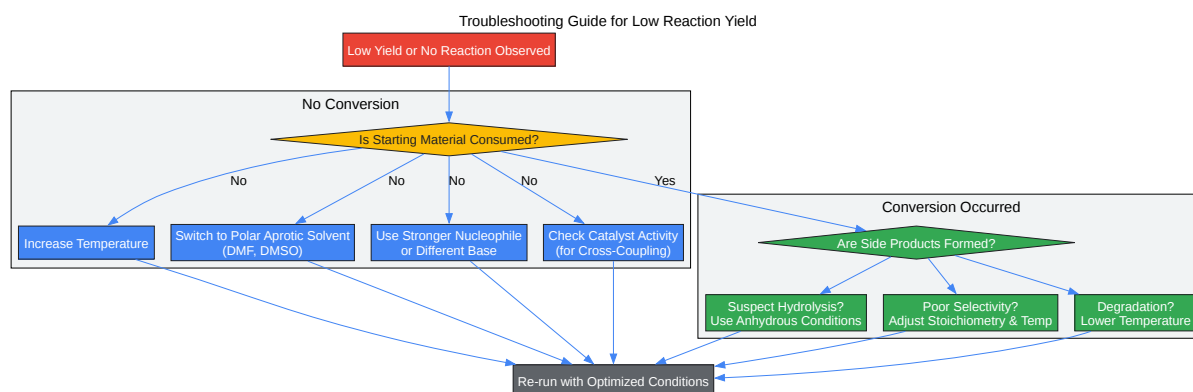 Troubleshooting Guide for Low Reaction Yield
Low Yield or No Reaction Observed
No Conversion
Is Starting Material Consumed?
No
No
No
No
Yes
Increase Temperature
Switch to Polar Aprotic Solvent
(DMF, DMSO)
Use Stronger Nucleophile
or Different Base
Check Catalyst Activity
(for Cross-Coupling)
Conversion Occurred
Are Side Products Formed?
Suspect Hydrolysis?
Use Anhydrous Conditions
Poor Selectivity?
Adjust Stoichiometry & Temp
Degradation?
Lower Temperature
Re-run with Optimized Conditions